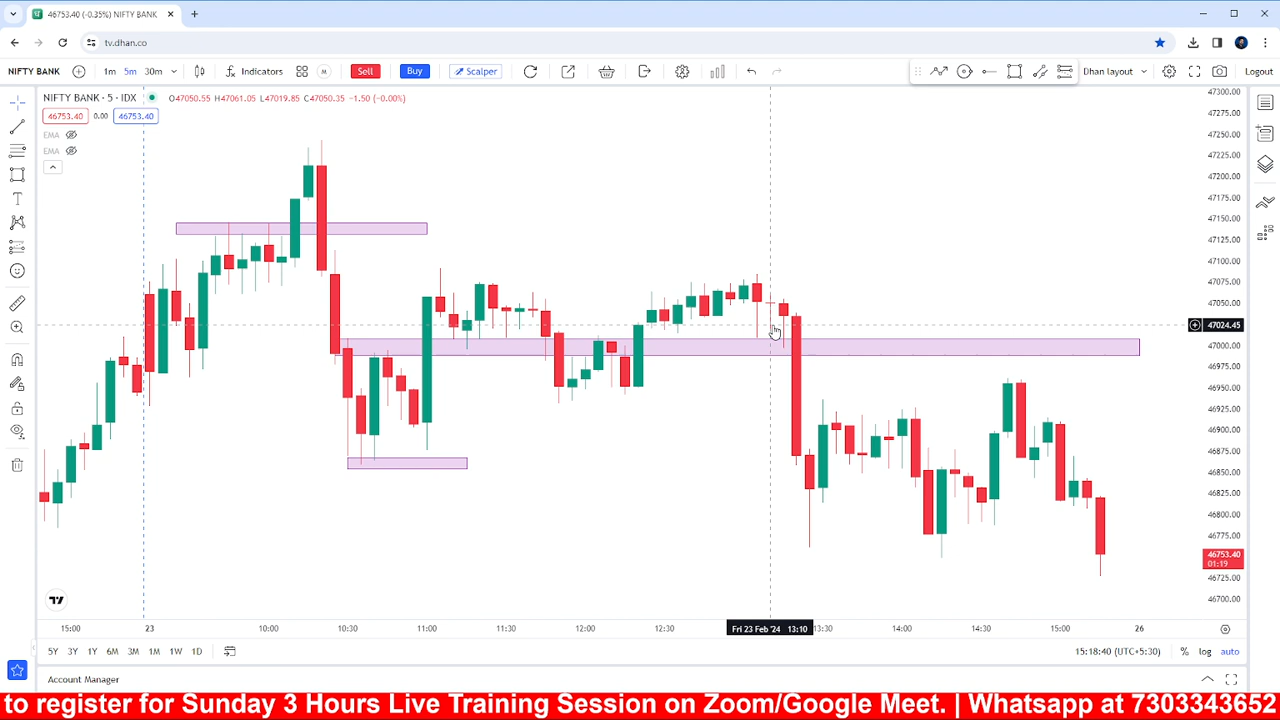 46753.40 (-0.35%) NIFTY BANK
tv.dhan.co
NIFTY BANK 1m 5m 30m Indicators M Sell Buy Scalper Dhan layout Logout
NIFTY BANK · 5 · IDX O47050.55 H47061.05 L47019.85 C47050.35 -1.50 (-0.00%)
46753.40 0.00 46753.40
EMA
EMA
47300.00
47275.00
47250.00
47225.00
47200.00
47175.00
47150.00
47125.00
47100.00
47075.00
47050.00
47024.45
47000.00
46975.00
46950.00
46925.00
46900.00
46875.00
46850.00
46825.00
46800.00
46775.00
46753.40
01:19
46725.00
46700.00
15:00 23 10:00 10:30 11:00 11:30 12:00 12:30 Fri 23 Feb '24 13:10 13:30 14:00 14:30 15:00 26
5Y 3Y 1Y 6M 3M 1M 1W 1D 15:18:40 (UTC+5:30) % log auto
Account Manager
to register for Sunday 3 Hours Live Training Session on Zoom/Google Meet. | Whatsapp at 7303343652